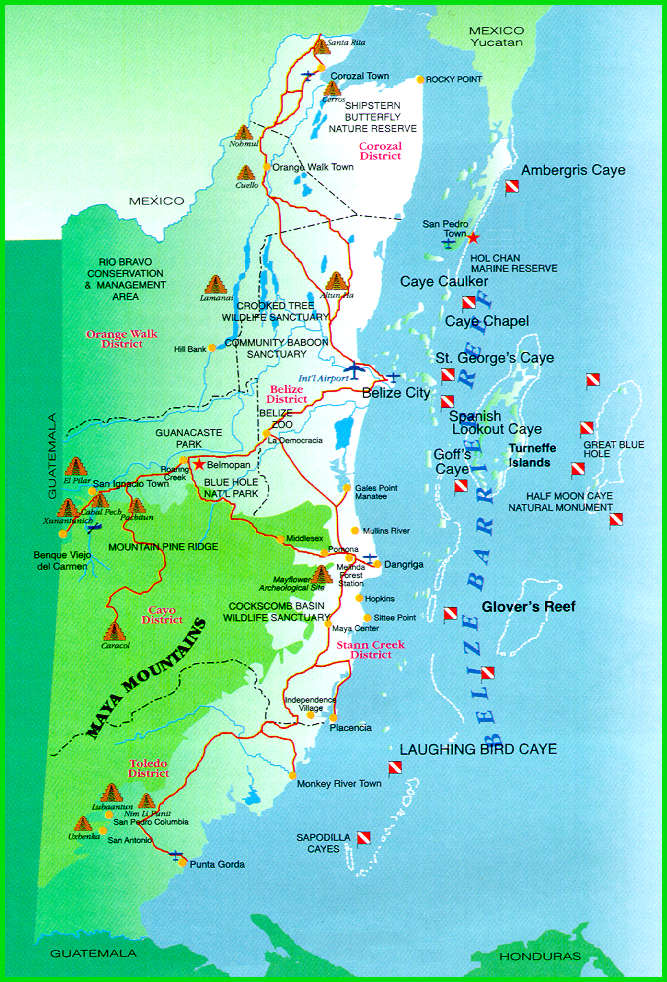 MEXICO
Yucatan
Santa Rita
Corozal Town
ROCKY POINT
Cerros
SHIPSTERN
BUTTERFLY
NATURE RESERVE
Corozal
District
Nohmul
Orange Walk Town
Cuello
Ambergris Caye
MEXICO
San Pedro
Town
HOL CHAN
MARINE RESERVE
RIO BRAVO
CONSERVATION
& MANAGEMENT
AREA
Lamanai
Altun Ha
Caye Caulker
CROOKED TREE
WILDLIFE SANCTUARY
Caye Chapel
Orange Walk
District
Hill Bank
COMMUNITY BABOON
SANCTUARY
St. George's Caye
Int'l Airport
Belize City
Belize
District
BELIZE
ZOO
Spanish
Lookout Caye
GUATEMALA
GUANACASTE
PARK
La Democracia
Turneffe
Islands
GREAT BLUE
HOLE
Goff's
Caye
El Pilar
Roaring
Creek
Belmopan
San Ignacio Town
BLUE HOLE
NAT'L PARK
Gales Point
Manatee
HALF MOON CAYE
NATURAL MONUMENT
Cahal Pech
Xunantunich
Pachitun
Benque Viejo
del Carmen
MOUNTAIN PINE RIDGE
Middlesex
Mullins River
Pomona
Melinda
Forest
Station
Dangriga
Mayflower
Archeological Site
Hopkins
COCKSCOMB BASIN
WILDLIFE SANCTUARY
Sittee Point
Maya Center
Glover's Reef
Cayo
District
Caracol
Stann Creek
District
MAYA MOUNTAINS
BELIZE BARRIER REEF
Independence
Village
Placencia
LAUGHING BIRD CAYE
Toledo
District
Monkey River Town
Lubaantun
Nim Li Punit
San Pedro Columbia
Uxbenka
San Antonio
SAPODILLA
CAYES
Punta Gorda
GUATEMALA
HONDURAS